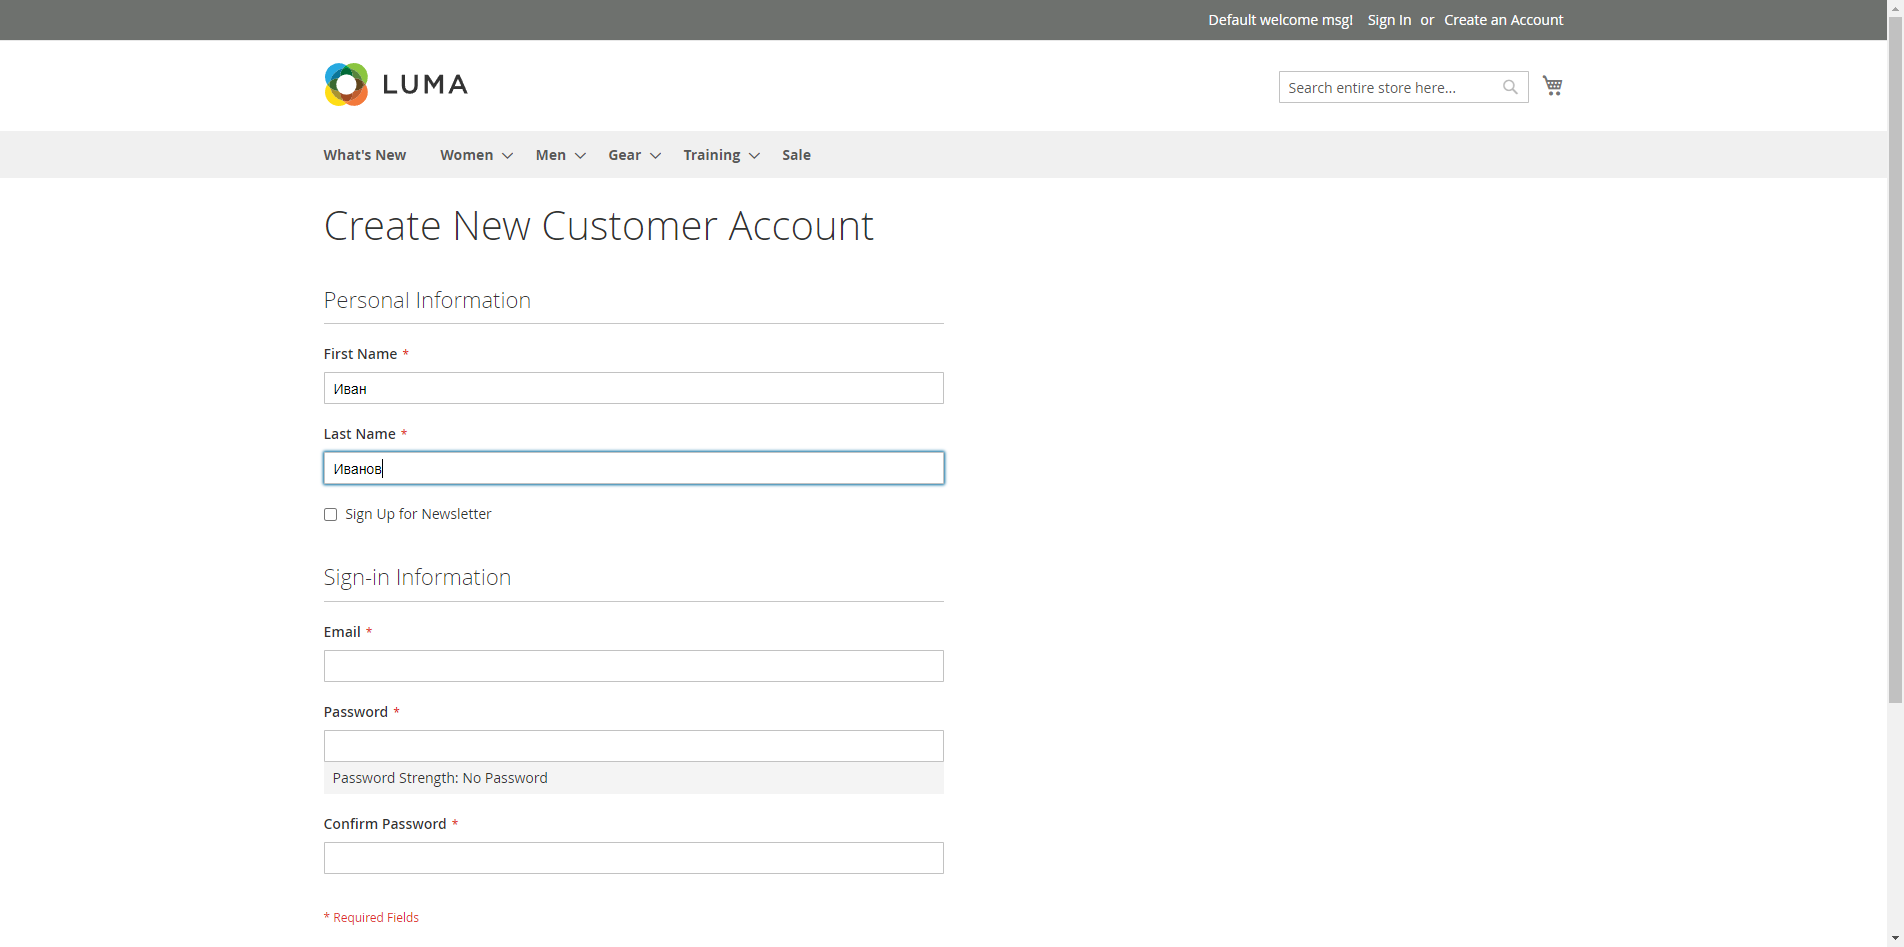 Default welcome msg! Sign In or Create an Account
LUMA
Search entire store here...
What's New Women Men Gear Training Sale
Create New Customer Account
Personal Information
First Name *
Иван
Last Name *
Иванов
Sign Up for Newsletter
Sign-in Information
Email *
Password *
Password Strength: No Password
Confirm Password *
* Required Fields